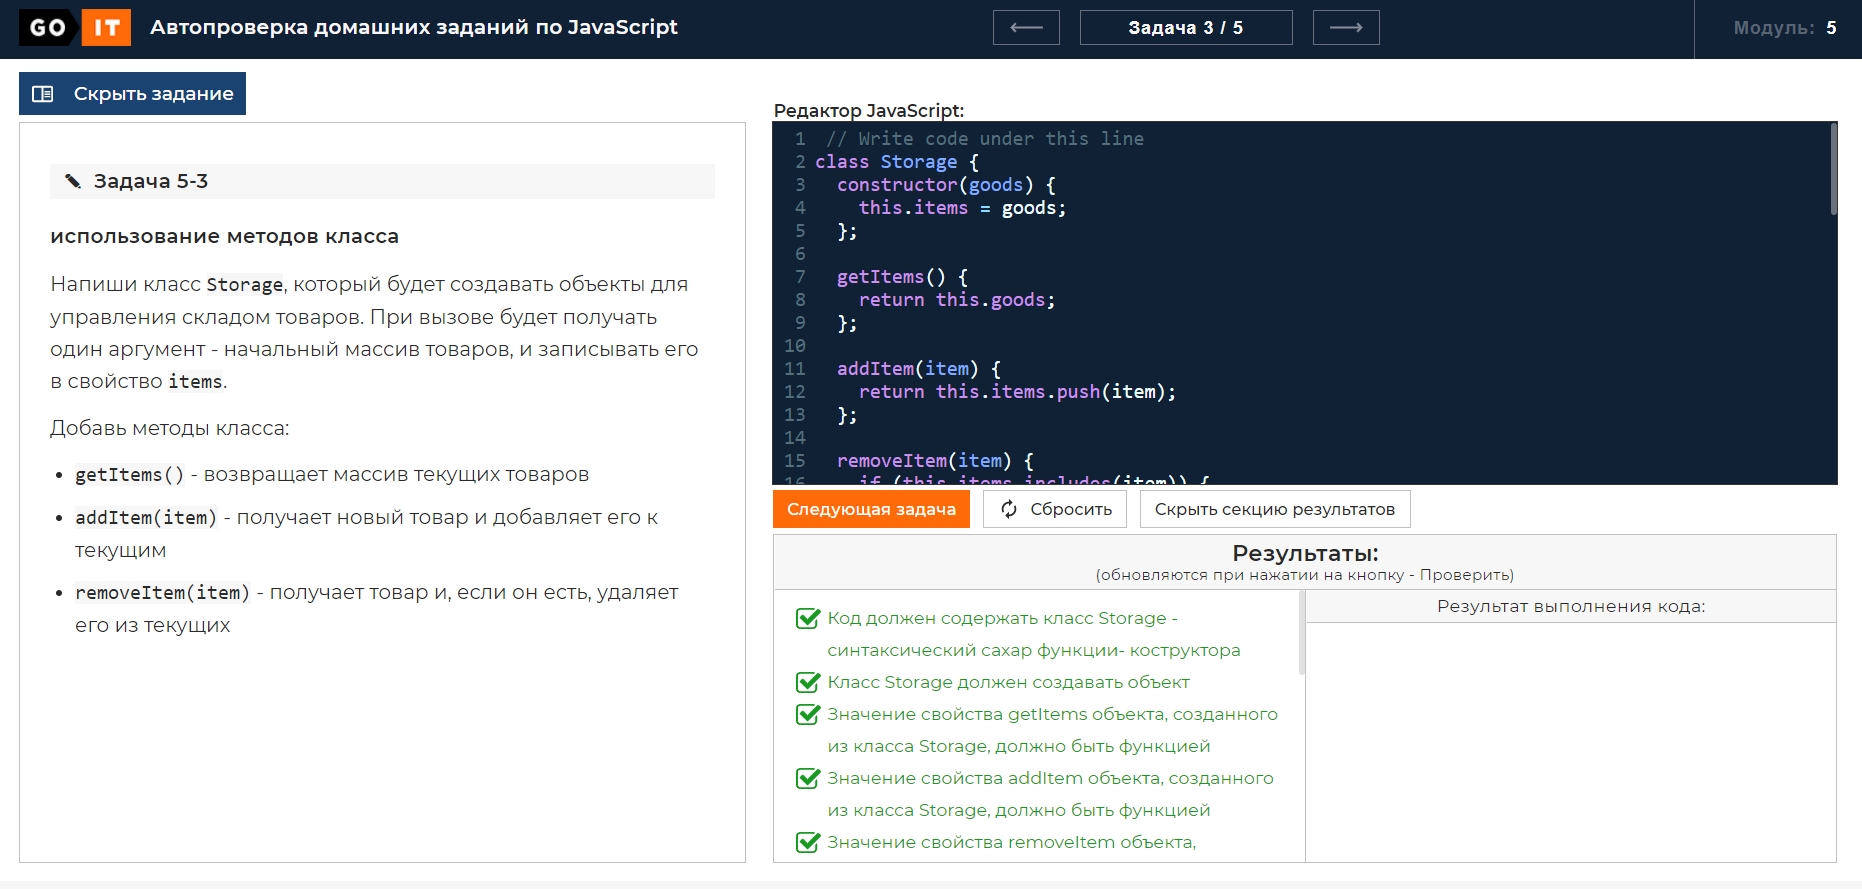 GO IT Автопроверка домашних заданий по JavaScript
Задача 3 / 5
Модуль: 5
Скрыть задание
Задача 5-3
использование методов класса
Напиши класс Storage, который будет создавать объекты для
управления складом товаров. При вызове будет получать
один аргумент - начальный массив товаров, и записывать его
в свойство items.
Добавь методы класса:
• getItems() - возвращает массив текущих товаров
• addItem(item) - получает новый товар и добавляет его к
текущим
• removeItem(item) - получает товар и, если он есть, удаляет
его из текущих
Редактор JavaScript:
1 // Write code under this line
2 class Storage {
3 constructor(goods) {
4 this.items = goods;
5 };
6
7 getItems() {
8 return this.goods;
9 };
10
11 addItem(item) {
12 return this.items.push(item);
13 };
14
15 removeItem(item) {
16 if (this.items.includes(item)) {
Следующая задача
Сбросить
Скрыть секцию результатов
Результаты:
(обновляются при нажатии на кнопку - Проверить)
Код должен содержать класс Storage -
синтаксический сахар функции- коструктора
Класс Storage должен создавать объект
Значение свойства getItems объекта, созданного
из класса Storage, должно быть функцией
Значение свойства addItem объекта, созданного
из класса Storage, должно быть функцией
Значение свойства removeItem объекта,
Результат выполнения кода: